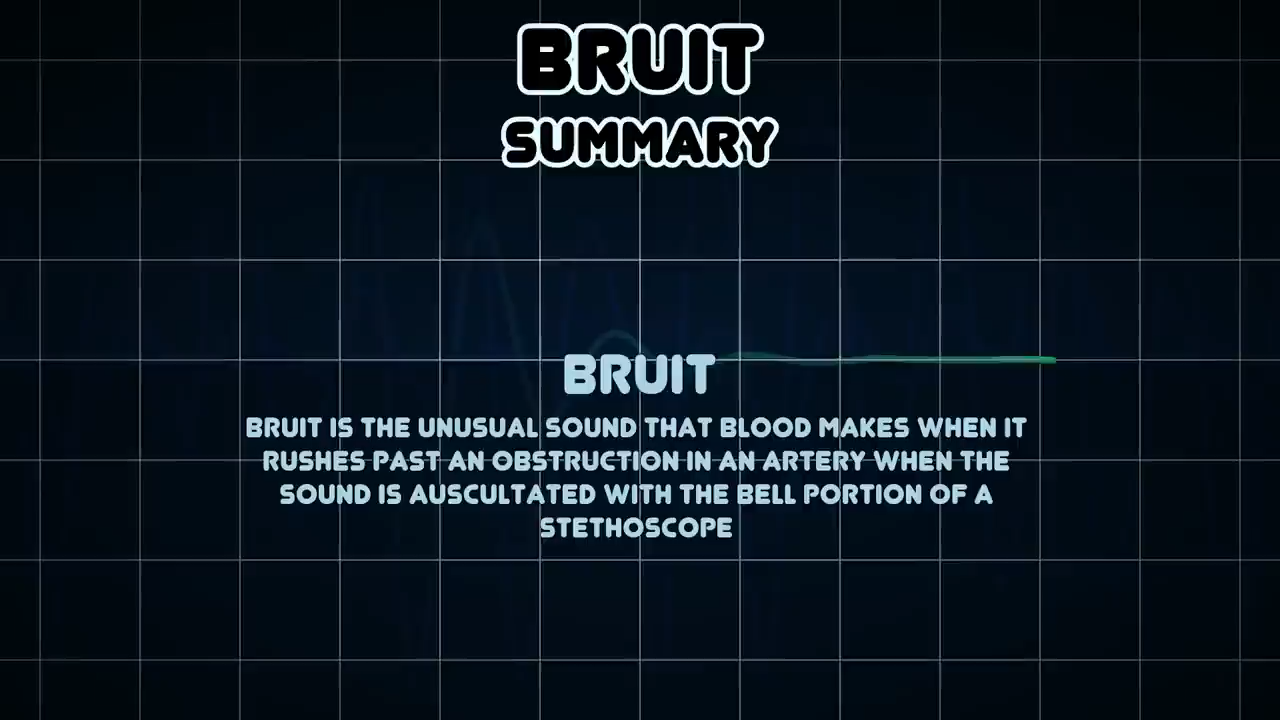 BRUIT
SUMMARY
BRUIT
BRUIT IS THE UNUSUAL SOUND THAT BLOOD MAKES WHEN IT
RUSHES PAST AN OBSTRUCTION IN AN ARTERY WHEN THE
SOUND IS AUSCULTATED WITH THE BELL PORTION OF A
STETHOSCOPE